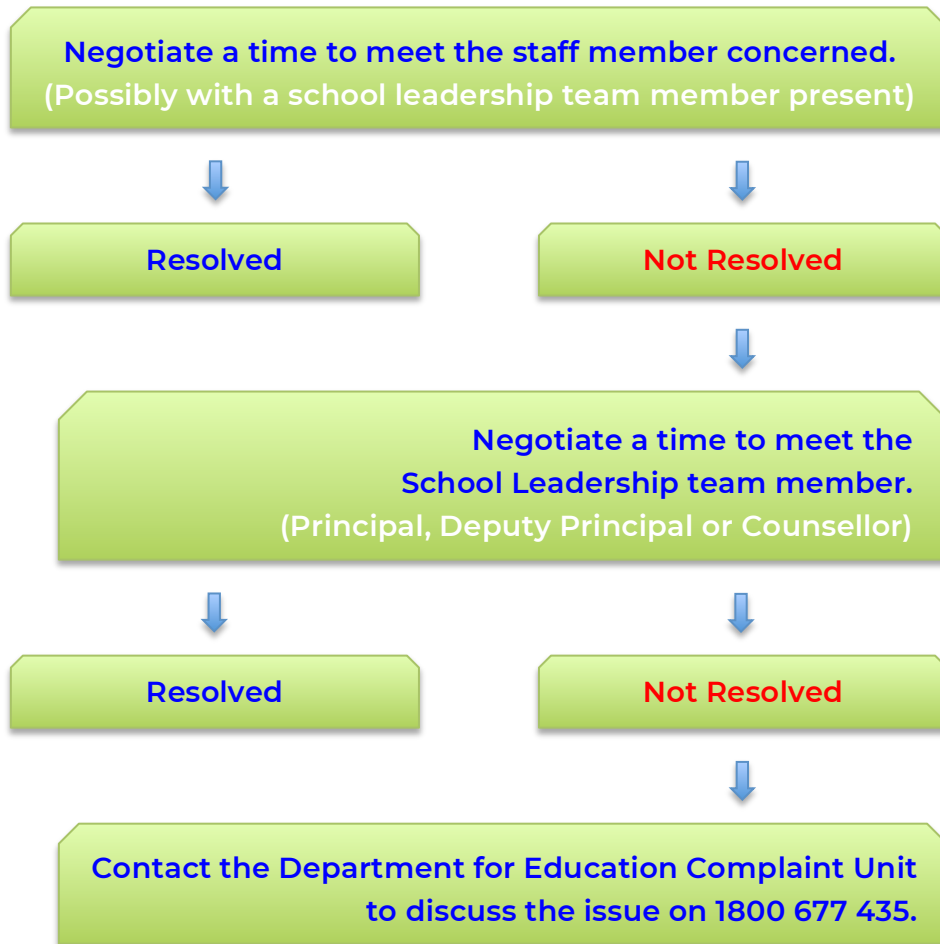 Negotiate a time to meet the staff member concerned.
(Possibly with a school leadership team member present)
Resolved
Not Resolved
Negotiate a time to meet the
School Leadership team member.
(Principal, Deputy Principal or Counsellor)
Resolved
Not Resolved
Contact the Department for Education Complaint Unit
to discuss the issue on 1800 677 435.